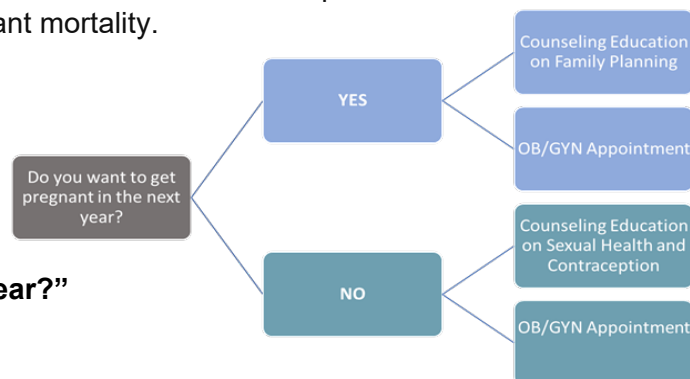 ant mortality.
Counseling Education
on Family Planning
YES
OB/GYN Appointment
Do you want to get
pregnant in the next
year?
Counseling Education
on Sexual Health and
Contraception
ear?”
NO
OB/GYN Appointment